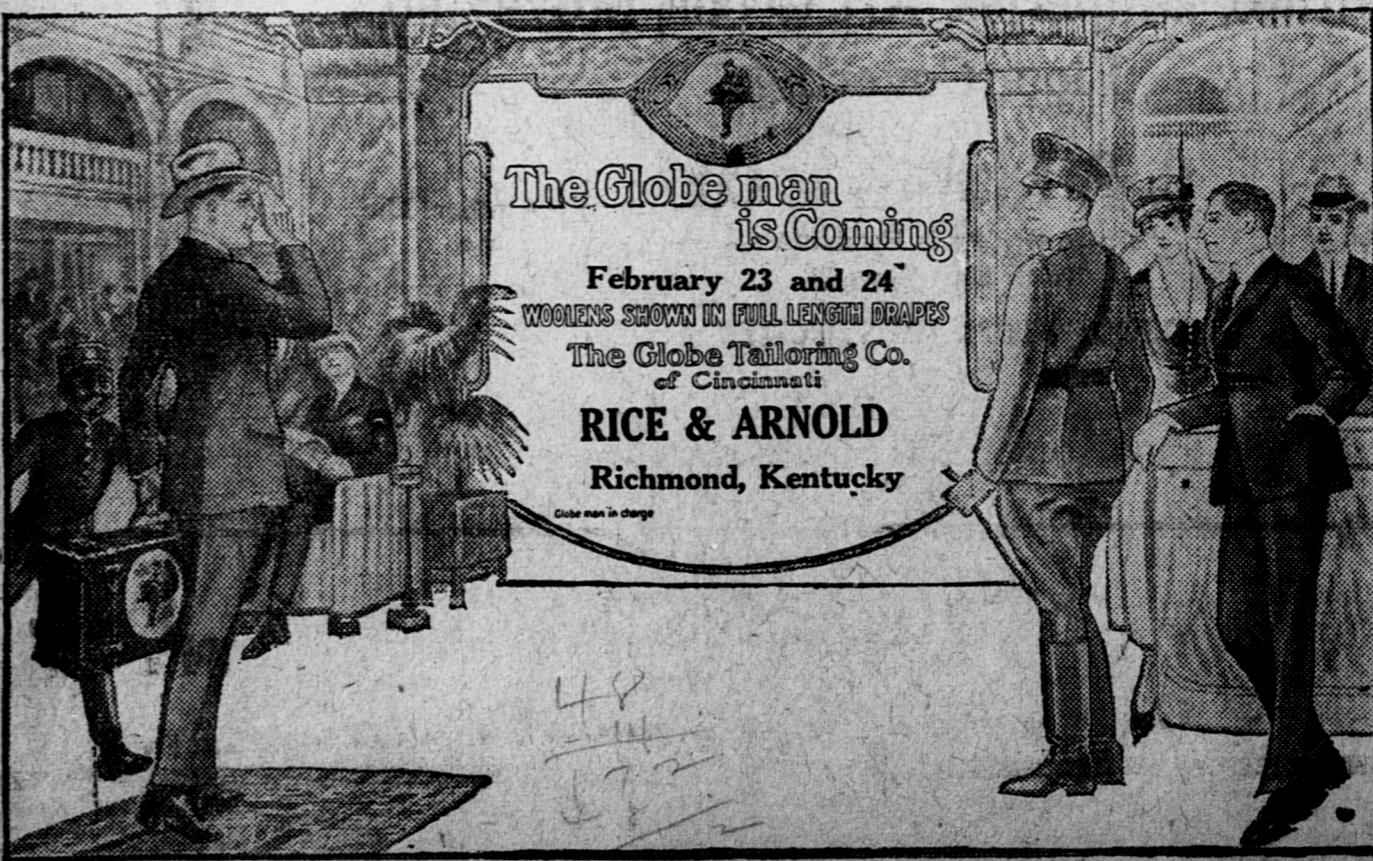 The Globe man
is Coming
February 23 and 24
WOOLENS SHOWN IN FULL LENGTH DRAPES
The Globe Tailoring Co.
of Cincinnati
RICE & ARNOLD
Richmond, Kentucky
Globe man in charge
48